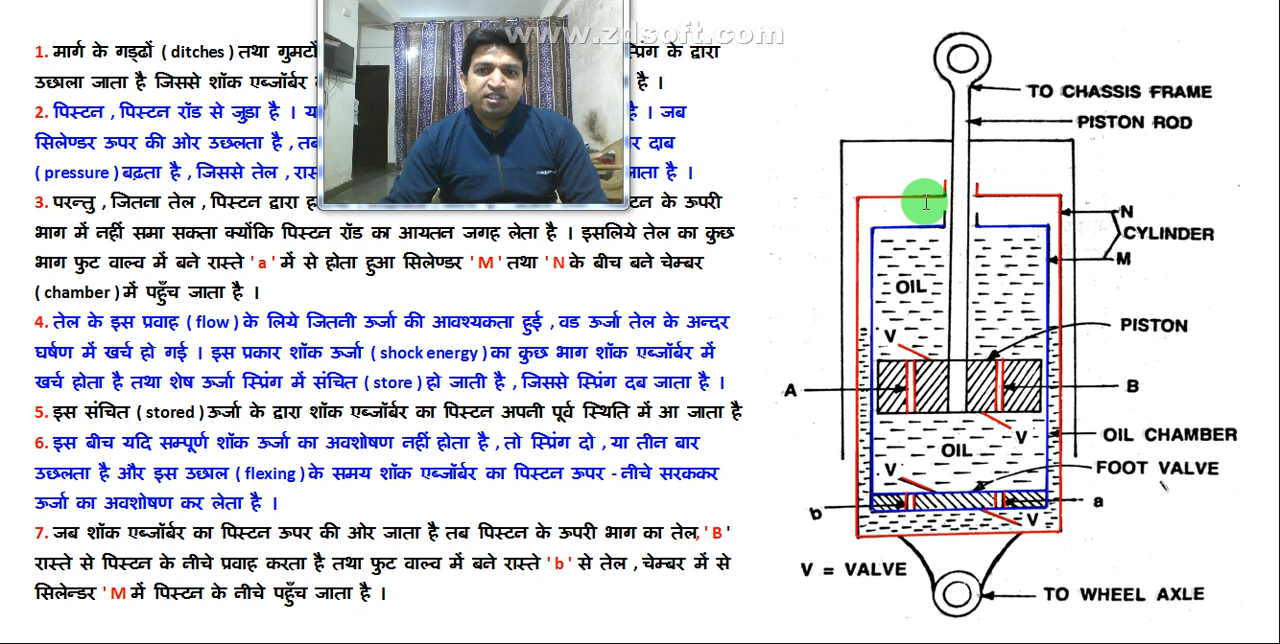 www.zdsoft.com
1. मार्ग के गड्ढों ( ditches ) तथा गुमटों स्प्रिंग के द्वारा
उछाला जाता है जिससे शॉक एब्जॉर्बर है ।
2. पिस्टन , पिस्टन रॉड से जुडा है । है । जब
सिलेण्डर ऊपर की ओर उछलता है , तब दाब
( pressure ) बढ़ता है , जिससे तेल , जाता है ।
3. परन्तु , जितना तेल , पिस्टन द्वारा के ऊपरी
भाग में नहीं समा सकता क्योंकि पिस्टन रॉड का आयतन जगह लेता है । इसलिये तेल का कुछ
भाग फुट वाल्व में बने रास्ते ' a ' में से होता हुआ सिलेण्डर ' M ' तथा ' N के बीच बने चेम्बर
( chamber ) में पहुँच जाता है ।
4. तेल के इस प्रवाह ( flow ) के लिये जितनी ऊर्जा की आवश्यकता हुई , वड ऊर्जा तेल के अन्दर
घर्षण में खर्च हो गई । इस प्रकार शॉक ऊर्जा ( shock energy ) का कुछ भाग शॉक एब्जॉर्बर में
खर्च होता है तथा शेष ऊर्जा स्प्रिंग में संचित ( store ) हो जाती है , जिससे स्प्रिंग दब जाता है ।
5. इस संचित ( stored ) ऊर्जा के द्वारा शॉक एब्जॉर्बर का पिस्टन अपनी पूर्व स्थिति में आ जाता है
6. इस बीच यदि सम्पूर्ण शॉक ऊर्जा का अवशोषण नहीं होता है , तो स्प्रिंग दो , या तीन बार
उछलता है और इस उछाल ( flexing ) के समय शॉक एब्जॉर्बर का पिस्टन ऊपर - नीचे सरककर
ऊर्जा का अवशोषण कर लेता है ।
7. जब शॉक एब्जॉर्बर का पिस्टन ऊपर की ओर जाता है तब पिस्टन के ऊपरी भाग का तेल, ' B '
रास्ते से पिस्टन के नीचे प्रवाह करता है तथा फुट वाल्व में बने रास्ते ' b ' से तेल , चेम्बर में से
सिलेन्डर ' M में पिस्टन के नीचे पहुँच जाता है ।
TO CHASSIS FRAME
PISTON ROD
N
CYLINDER
M
OIL
PISTON
V
A
B
V
OIL
OIL CHAMBER
FOOT VALVE
V
b
a
V
V = VALVE
TO WHEEL AXLE